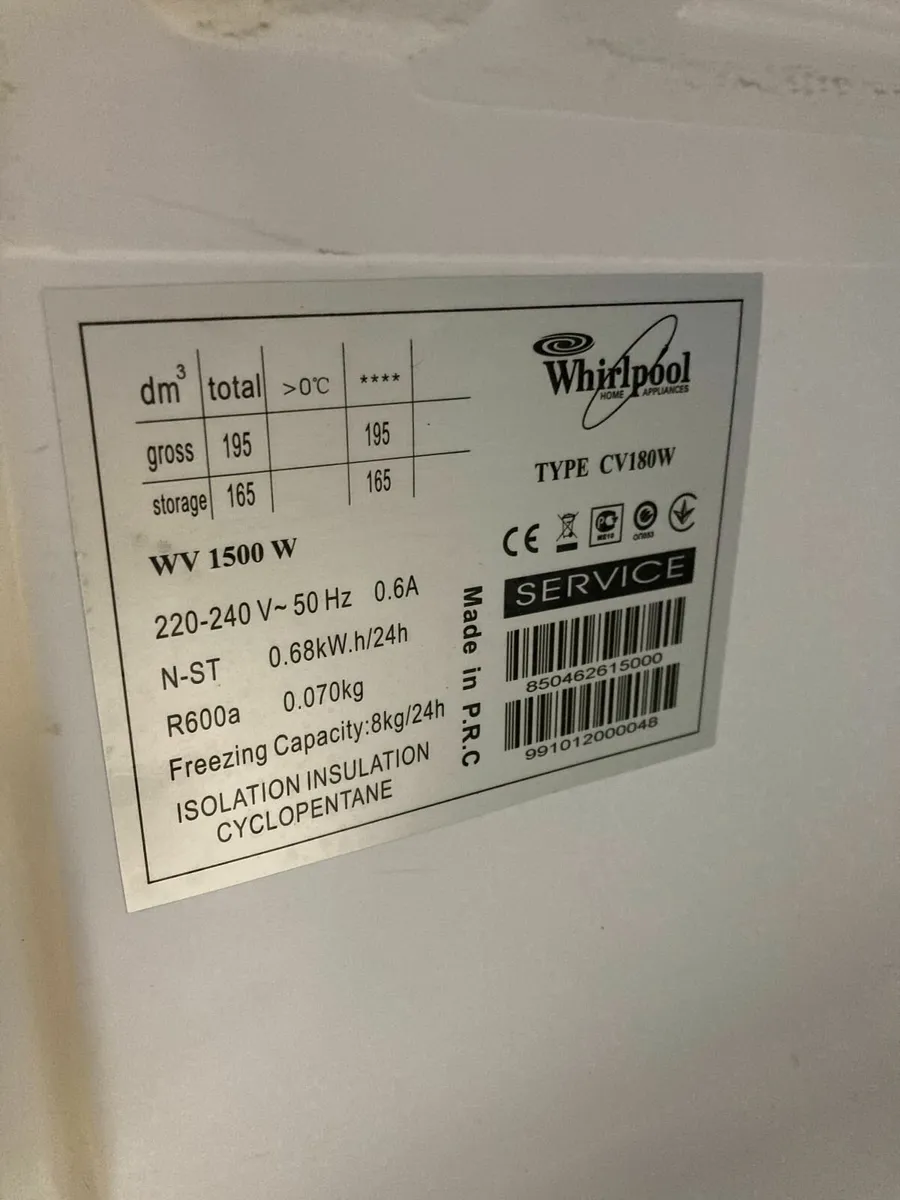 dm³ total >0°C ****
gross 195 195
storage 165 165
WV 1500 W
220-240 V~ 50 Hz 0.6A
N-ST 0.68kW.h/24h
R600a 0.070kg
Freezing Capacity:8kg/24h
ISOLATION INSULATION
CYCLOPENTANE
Made in P.R.C
Whirlpool
HOME APPLIANCES
TYPE CV180W
CE
SERVICE
850462615000
991012000048